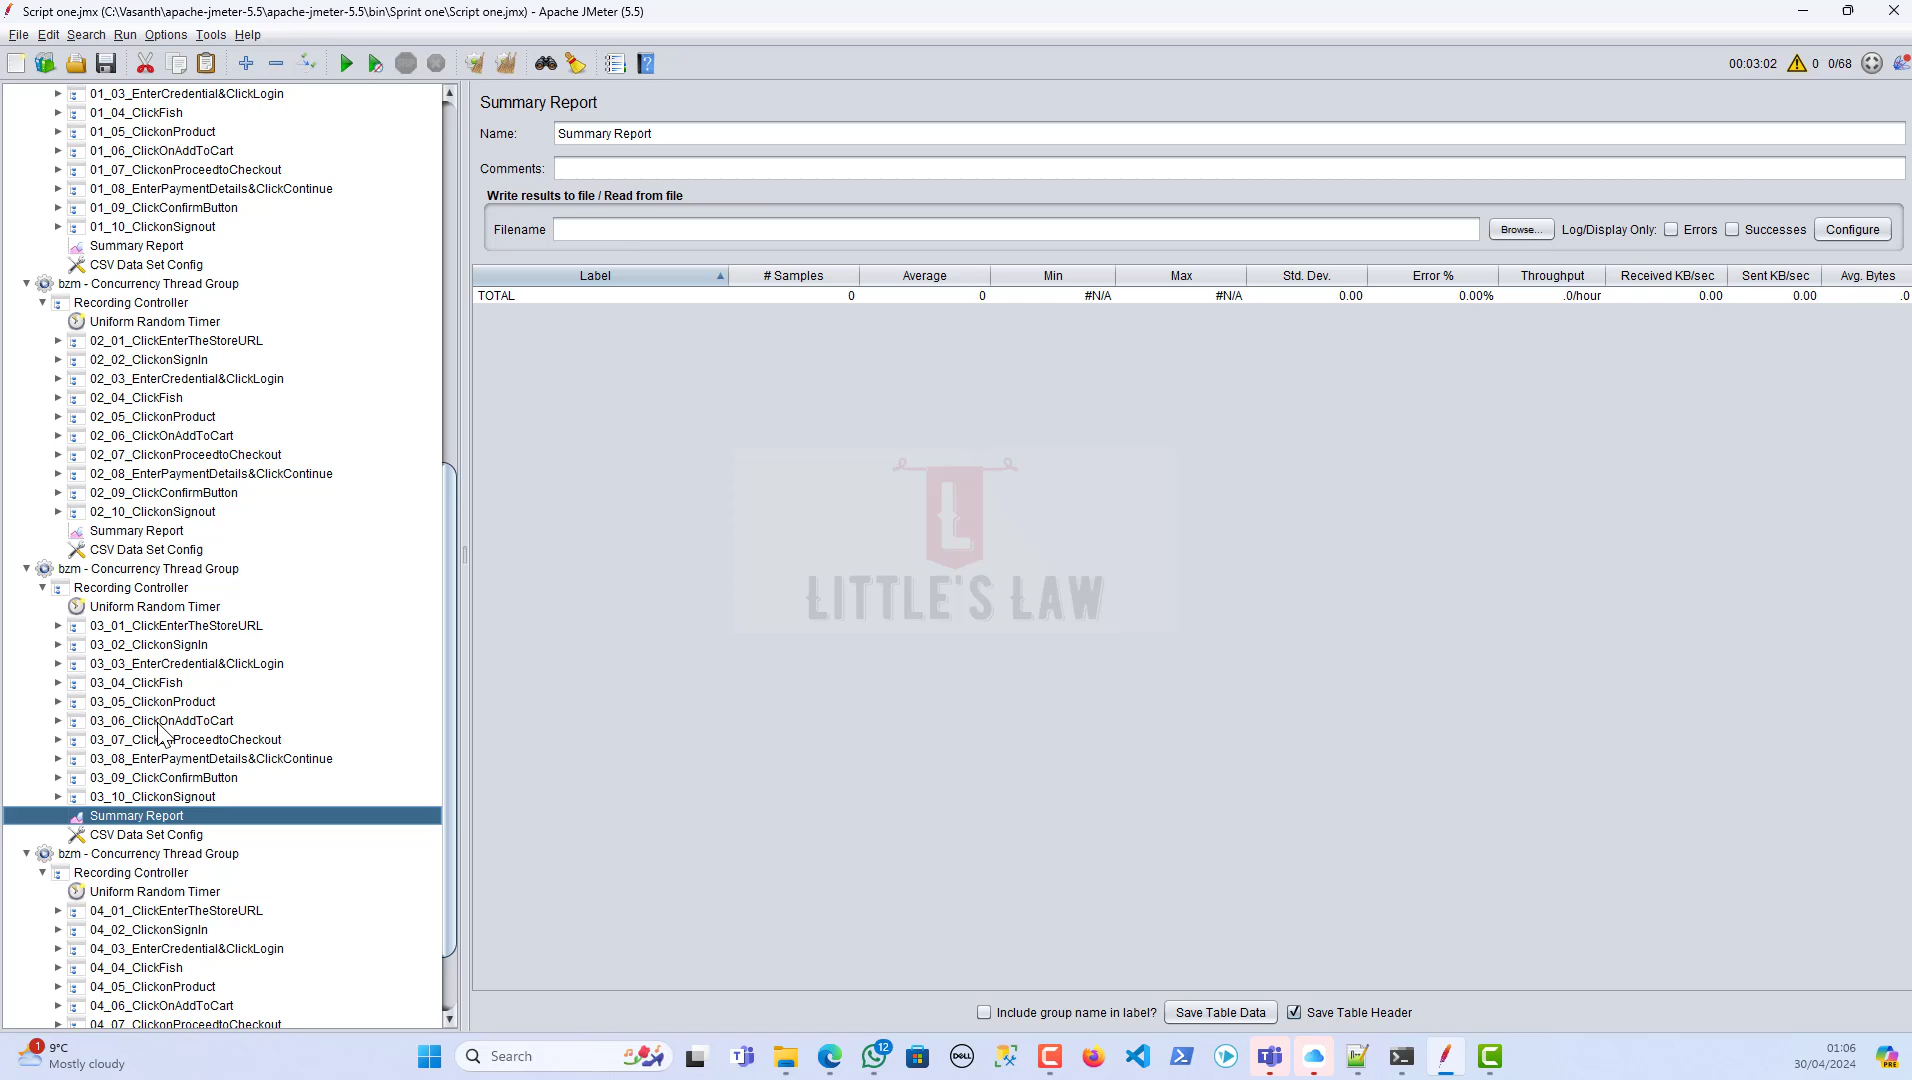 Script one.jmx (C:\Vasanth\apache-jmeter-5.5\apache-jmeter-5.5\bin\Sprint one\Script one.jmx) - Apache JMeter (5.5)
File Edit Search Run Options Tools Help
00:03:02 0 0/68
01_03_EnterCredential&ClickLogin
01_04_ClickFish
01_05_ClickonProduct
01_06_ClickOnAddToCart
01_07_ClickonProceedtoCheckout
01_08_EnterPaymentDetails&ClickContinue
01_09_ClickConfirmButton
01_10_ClickonSignout
Summary Report
CSV Data Set Config
bzm - Concurrency Thread Group
Recording Controller
Uniform Random Timer
02_01_ClickEnterTheStoreURL
02_02_ClickonSignIn
02_03_EnterCredential&ClickLogin
02_04_ClickFish
02_05_ClickonProduct
02_06_ClickOnAddToCart
02_07_ClickonProceedtoCheckout
02_08_EnterPaymentDetails&ClickContinue
02_09_ClickConfirmButton
02_10_ClickonSignout
Summary Report
CSV Data Set Config
bzm - Concurrency Thread Group
Recording Controller
Uniform Random Timer
03_01_ClickEnterTheStoreURL
03_02_ClickonSignIn
03_03_EnterCredential&ClickLogin
03_04_ClickFish
03_05_ClickonProduct
03_06_ClickOnAddToCart
03_07_ClickonProceedtoCheckout
03_08_EnterPaymentDetails&ClickContinue
03_09_ClickConfirmButton
03_10_ClickonSignout
Summary Report
CSV Data Set Config
bzm - Concurrency Thread Group
Recording Controller
Uniform Random Timer
04_01_ClickEnterTheStoreURL
04_02_ClickonSignIn
04_03_EnterCredential&ClickLogin
04_04_ClickFish
04_05_ClickonProduct
04_06_ClickOnAddToCart
04_07_ClickonProceedtoCheckout
Summary Report
Name: Summary Report
Comments:
Write results to file / Read from file
Filename Browse... Log/Display Only: Errors Successes Configure
Label # Samples Average Min Max Std. Dev. Error % Throughput Received KB/sec Sent KB/sec Avg. Bytes
TOTAL 0 0 #N/A #N/A 0.00 0.00% .0/hour 0.00 0.00 .0
L
LITTLE'S LAW
Include group name in label? Save Table Data Save Table Header
1 9°C
Mostly cloudy
Search
12
DELL
01:06
30/04/2024
PRE